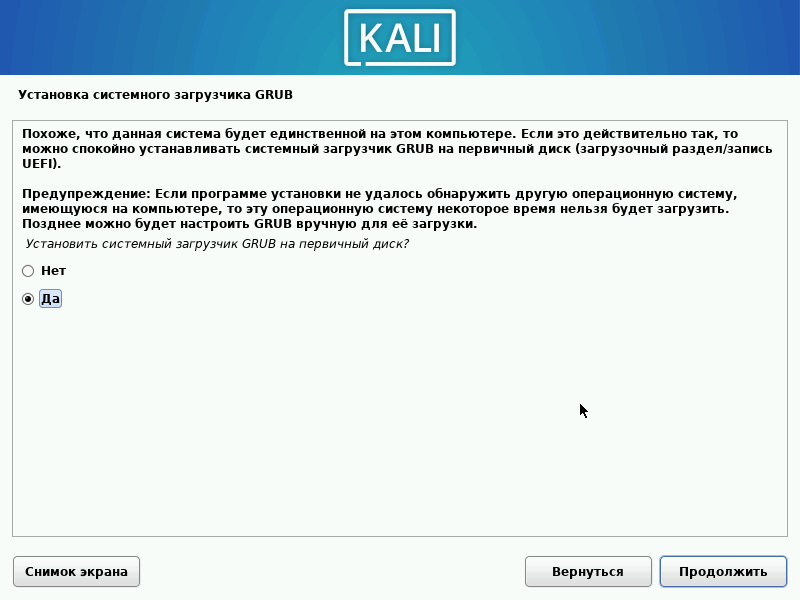 KALI
Установка системного загрузчика GRUB
Похоже, что данная система будет единственной на этом компьютере. Если это действительно так, то
можно спокойно устанавливать системный загрузчик GRUB на первичный диск (загрузочный раздел/запись
UEFI).
Предупреждение: Если программе установки не удалось обнаружить другую операционную систему,
имеющуюся на компьютере, то эту операционную систему некоторое время нельзя будет загрузить.
Позднее можно будет настроить GRUB вручную для её загрузки.
Установить системный загрузчик GRUB на первичный диск?
Нет
Да
Снимок экрана
Вернуться
Продолжить